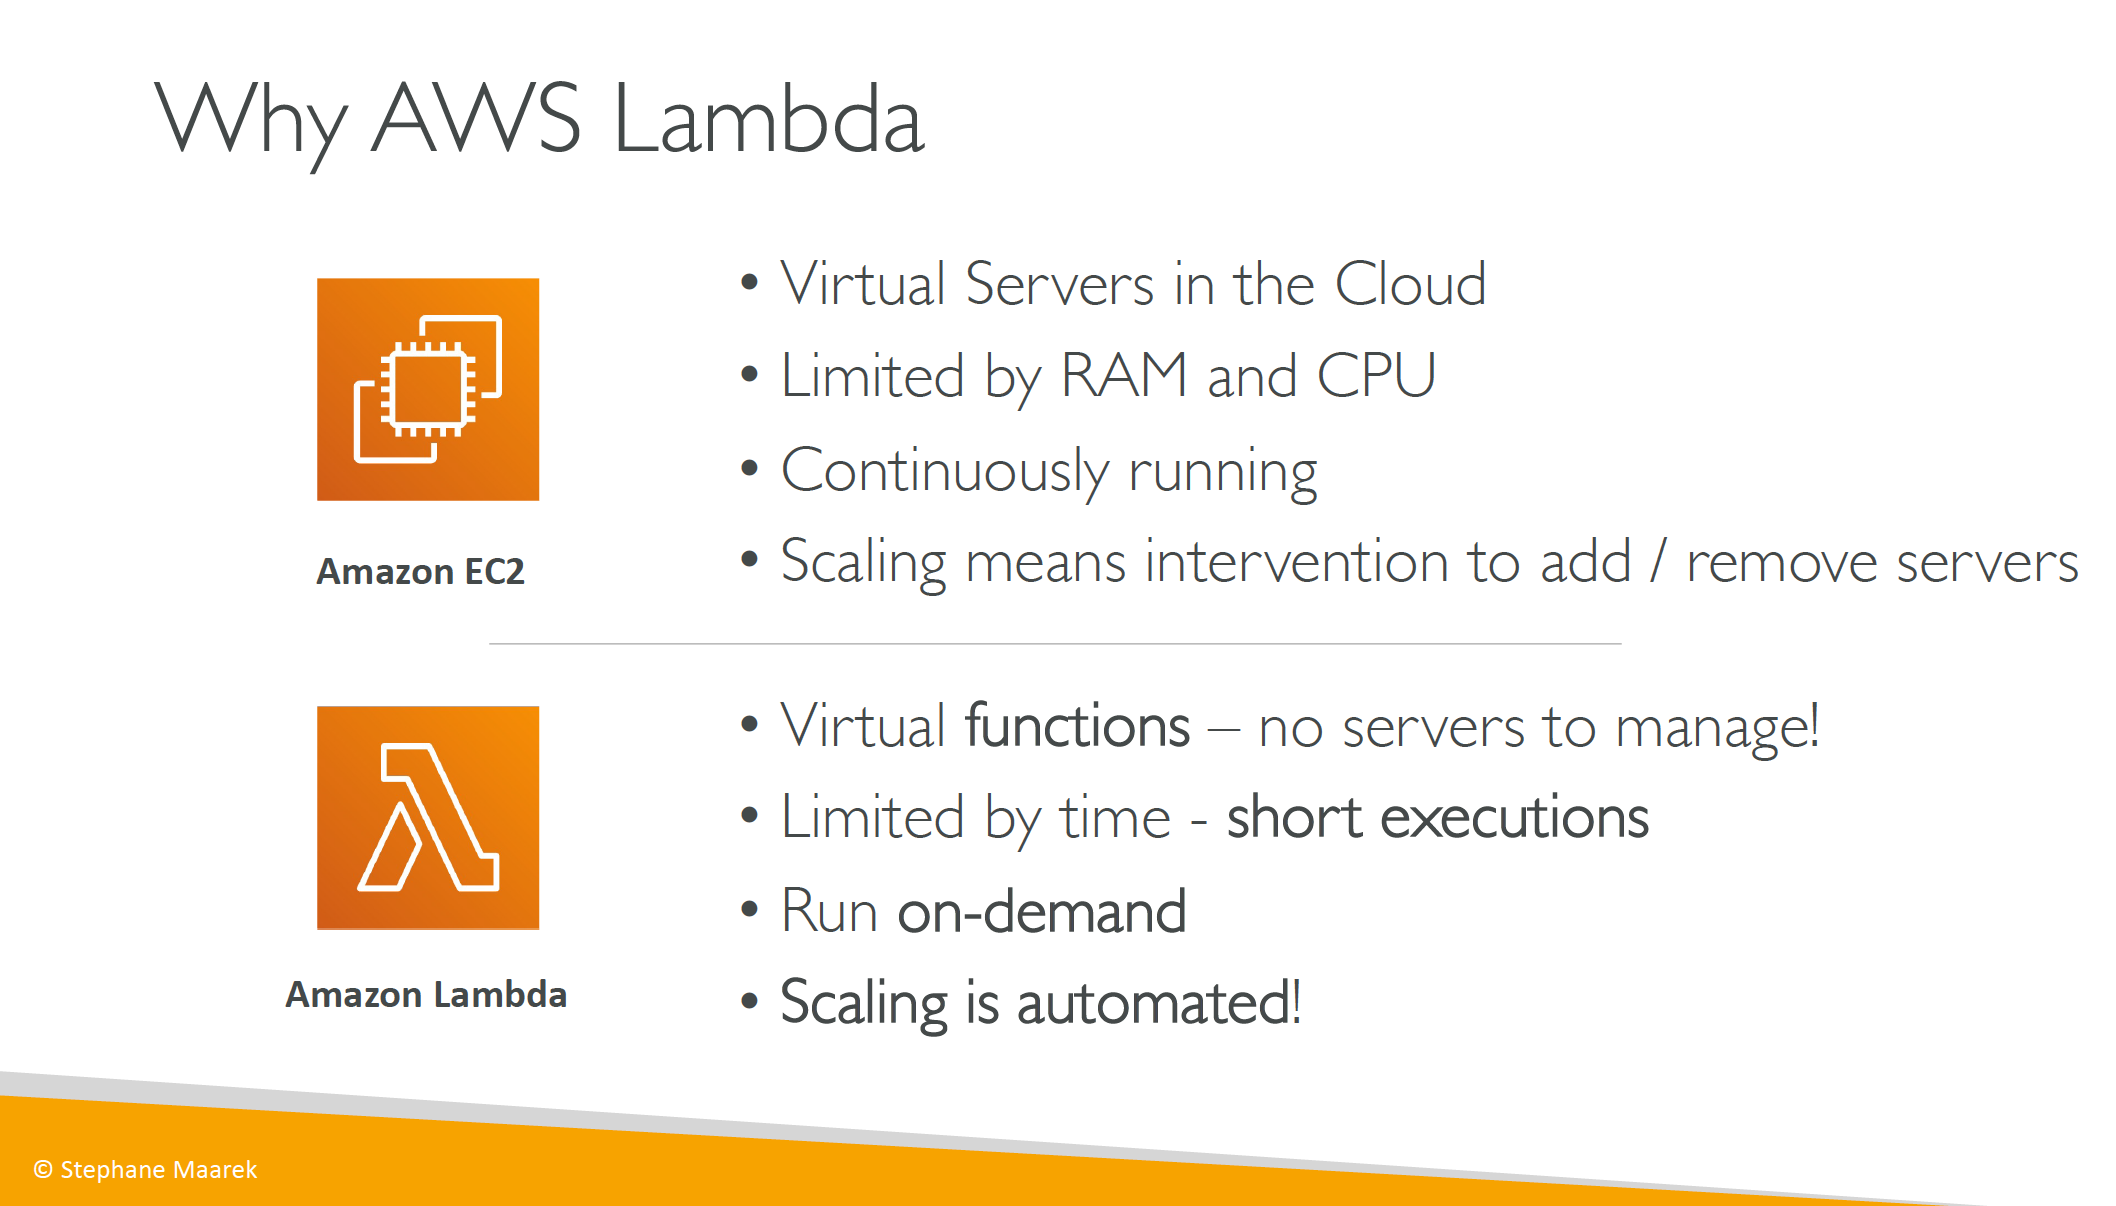 Why AWS Lambda
• Virtual Servers in the Cloud
• Limited by RAM and CPU
• Continuously running
• Scaling means intervention to add / remove servers
Amazon EC2
• Virtual functions – no servers to manage!
• Limited by time - short executions
• Run on-demand
• Scaling is automated!
Amazon Lambda
© Stephane Maarek